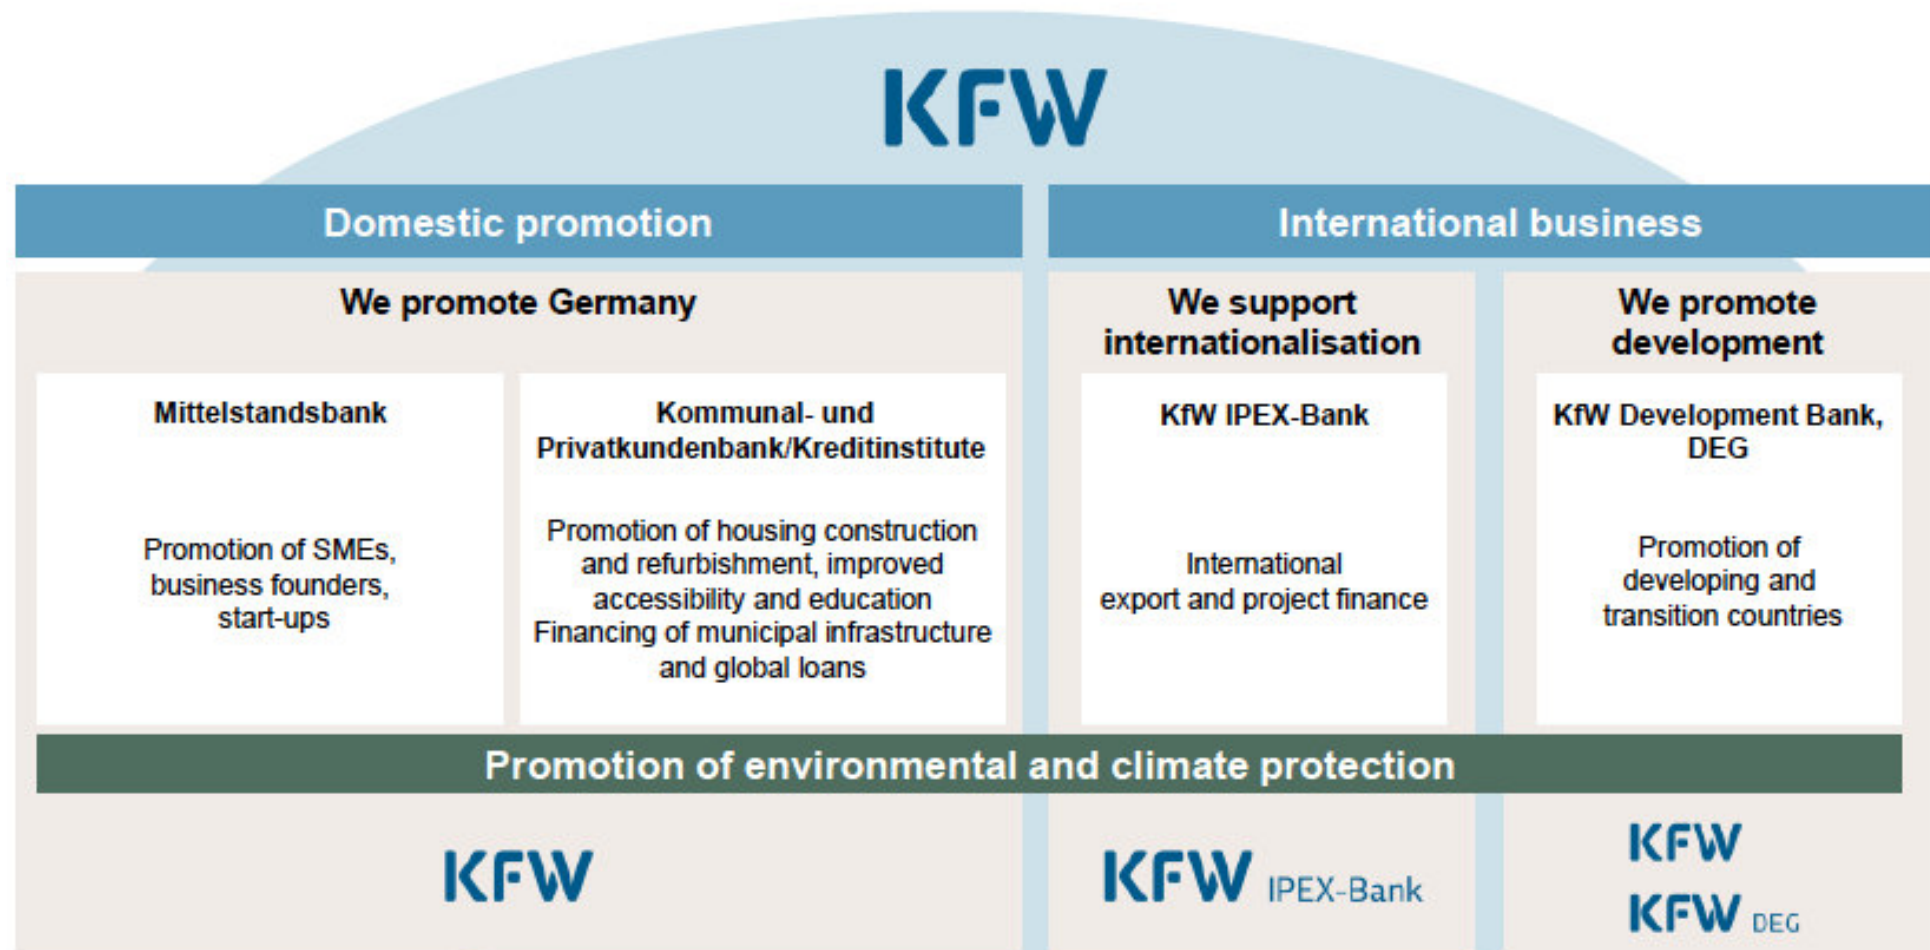 KFW
Domestic promotion
International business
We promote Germany
Mittelstandsbank
Promotion of SMEs,
business founders,
start-ups
Kommunal- und
Privatkundenbank/Kreditinstitute
Promotion of housing construction
and refurbishment, improved
accessibility and education
Financing of municipal infrastructure
and global loans
We support
internationalisation
KfW IPEX-Bank
International
export and project finance
We promote
development
KfW Development Bank,
DEG
Promotion of
developing and
transition countries
Promotion of environmental and climate protection
KFW
KFW IPEX-Bank
KFW
KFW DEG